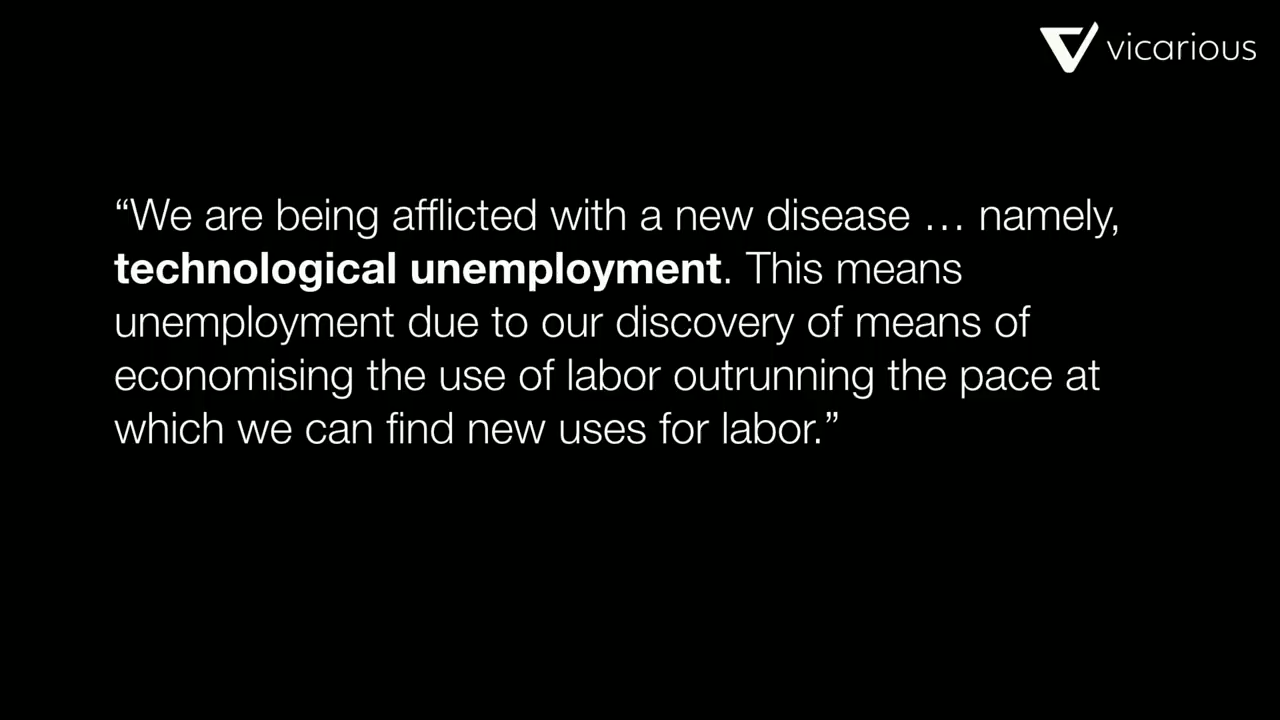 vicarious
“We are being afflicted with a new disease … namely,
technological unemployment. This means
unemployment due to our discovery of means of
economising the use of labor outrunning the pace at
which we can find new uses for labor.”